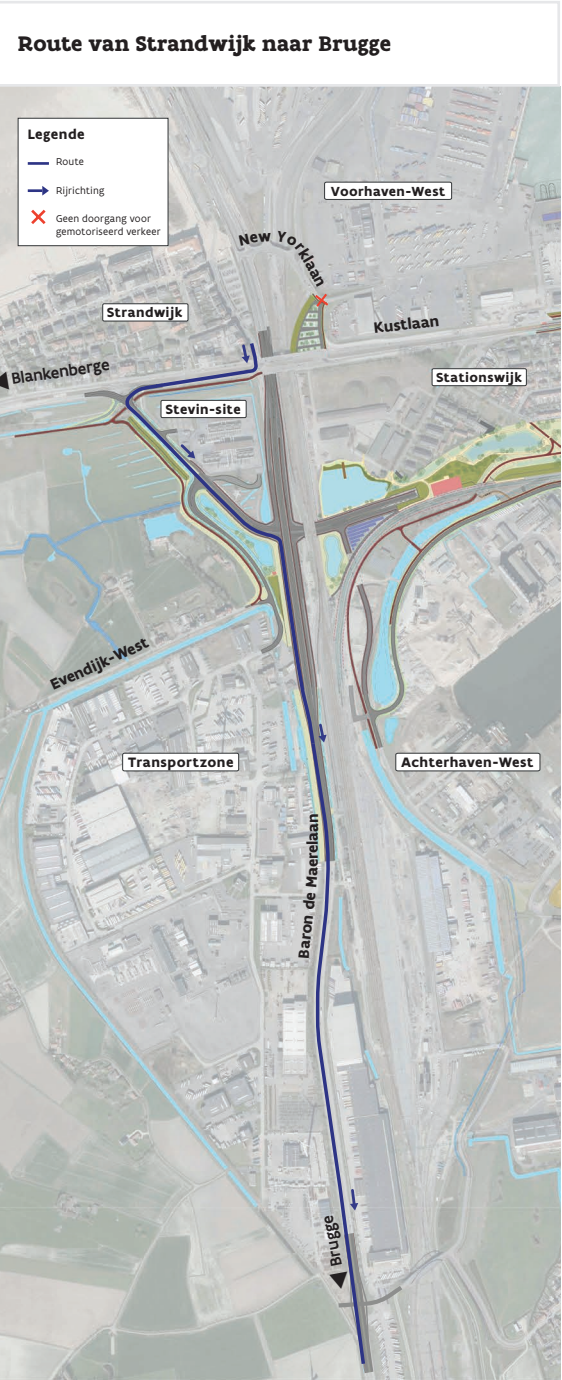 Route van Strandwijk naar Brugge
Legende
Route
Rijrichting
Geen doorgang voor
gemotoriseerd verkeer
Voorhaven-West
New Yorklaan
Strandwijk
Kustlaan
Blankenberge
Stationswijk
Stevin-site
Evendijk-West
Transportzone
Achterhaven-West
Baron de Maerelaan
Brugge